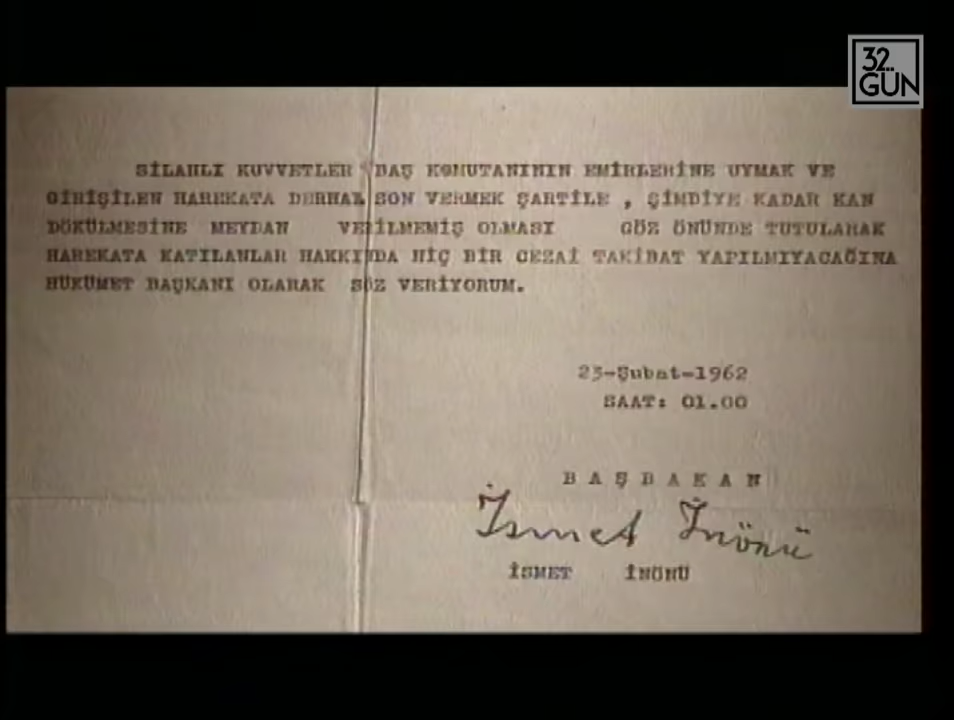 32. GÜN
SİLAHLI KUVVETLER BAŞ KOMUTANININ EMİRLERİNE UYMAK VE
GİRİŞİLEN HAREKATA DERHAL SON VERMEK ŞARTİLE , ŞİMDİYE KADAR KAN
DÖKÜLMESİNE MEYDAN VERİLMEMİŞ OLMASI GÖZ ÖNÜNDE TUTULARAK
HAREKATA KATILANLAR HAKKINDA HİÇ BİR CEZAİ TAKİBAT YAPILMIYACAĞINA
HÜKÜMET BAŞKANI OLARAK SÖZ VERİYORUM.
23-Şubat-1962
SAAT: 01.00
BAŞBAKAN
İsmet İnönü
İSMET İNÖNÜ